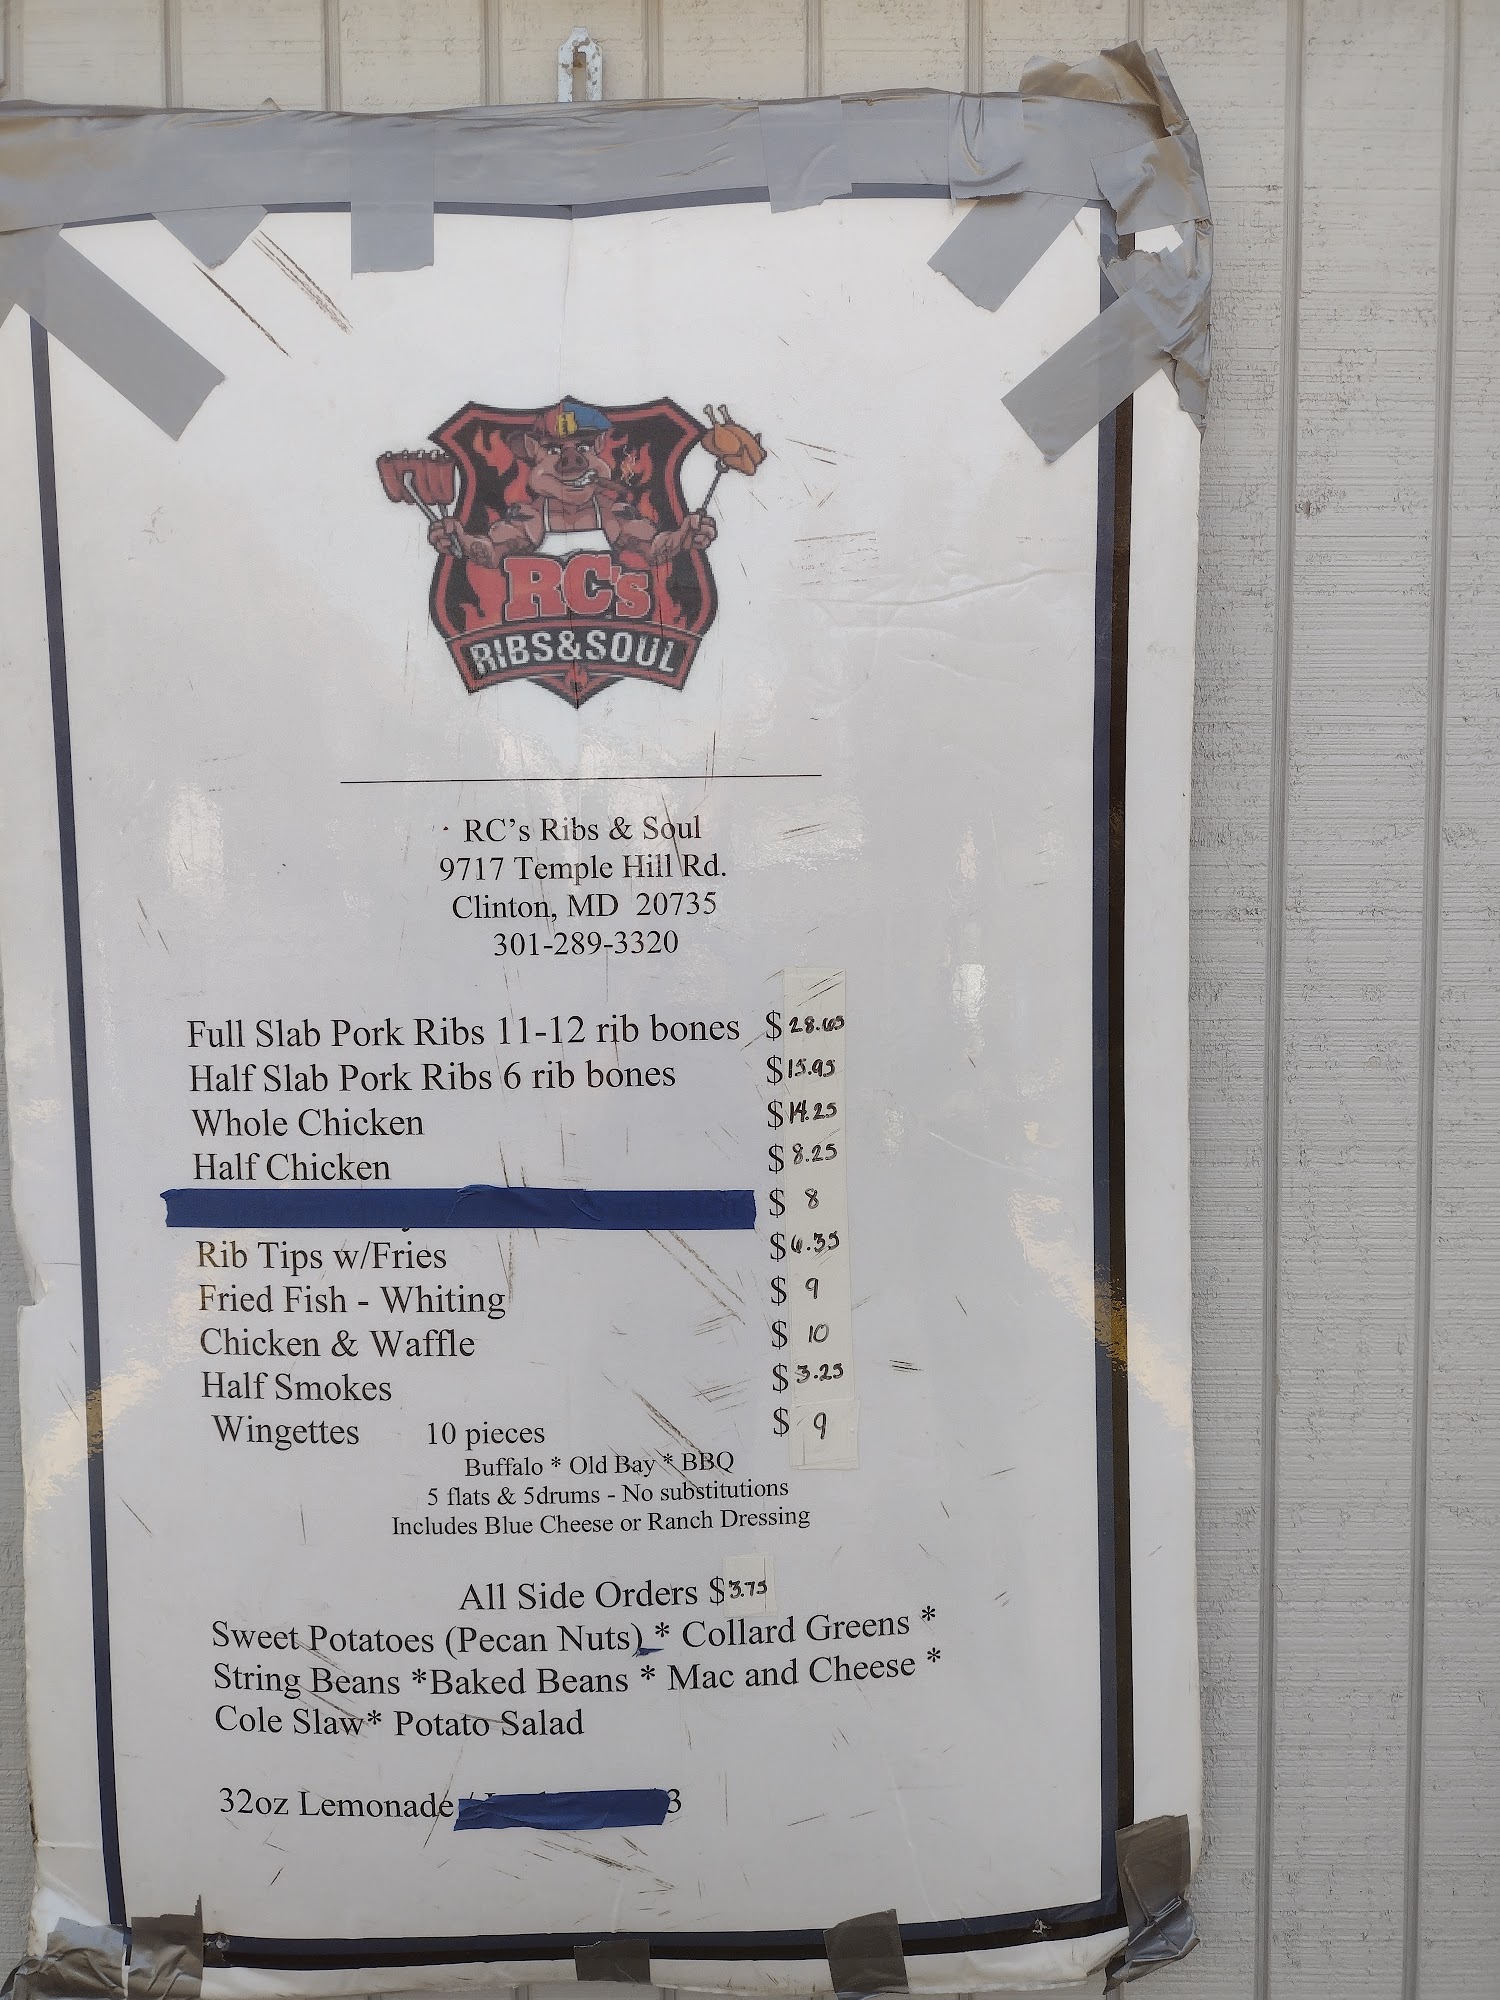 RC's
RIBS&SOUL
RC's Ribs & Soul
9717 Temple Hill Rd.
Clinton, MD 20735
301-289-3320
Full Slab Pork Ribs 11-12 rib bones $ 28.65
Half Slab Pork Ribs 6 rib bones $ 15.95
Whole Chicken $ 14.25
Half Chicken $ 8.25
$ 8
Rib Tips w/Fries $ 6.35
Fried Fish - Whiting $ 9
Chicken & Waffle $ 10
Half Smokes $ 3.25
Wingettes 10 pieces $ 9
Buffalo * Old Bay * BBQ
5 flats & 5drums - No substitutions
Includes Blue Cheese or Ranch Dressing
All Side Orders $3.75
Sweet Potatoes (Pecan Nuts) * Collard Greens *
String Beans *Baked Beans * Mac and Cheese *
Cole Slaw* Potato Salad
32oz Lemonade 3